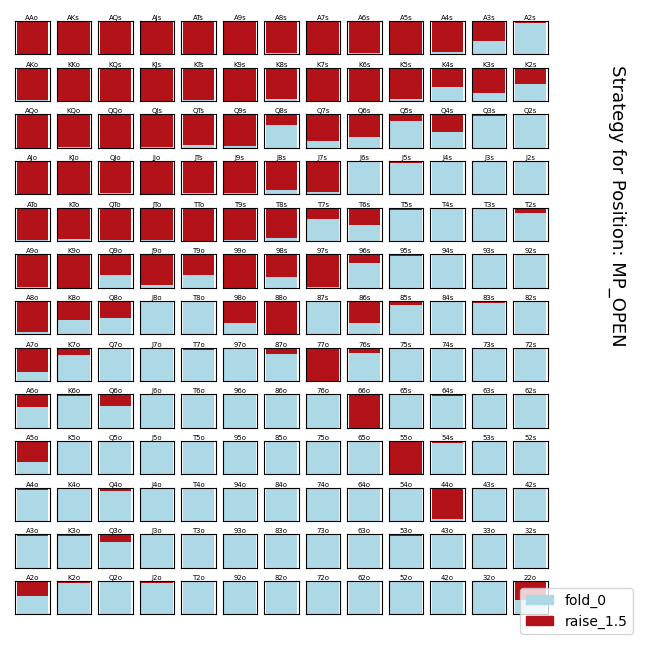 AAo AKs AQs AJs ATs A9s A8s A7s A6s A5s A4s A3s A2s
AKo KKo KQs KJs KTs K9s K8s K7s K6s K5s K4s K3s K2s
AQo KQo QQo QJs QTs Q9s Q8s Q7s Q6s Q5s Q4s Q3s Q2s
AJo KJo QJo JJo JTs J9s J8s J7s J6s J5s J4s J3s J2s
ATo KTo QTo JTo TTo T9s T8s T7s T6s T5s T4s T3s T2s
A9o K9o Q9o J9o T9o 99o 98s 97s 96s 95s 94s 93s 92s
A8o K8o Q8o J8o T8o 98o 88o 87s 86s 85s 84s 83s 82s
A7o K7o Q7o J7o T7o 97o 87o 77o 76s 75s 74s 73s 72s
A6o K6o Q6o J6o T6o 96o 86o 76o 66o 65s 64s 63s 62s
A5o K5o Q5o J5o T5o 95o 85o 75o 65o 55o 54s 53s 52s
A4o K4o Q4o J4o T4o 94o 84o 74o 64o 54o 44o 43s 42s
A3o K3o Q3o J3o T3o 93o 83o 73o 63o 53o 43o 33o 32s
A2o K2o Q2o J2o T2o 92o 82o 72o 62o 52o 42o 32o 22o
Strategy for Position: MP_OPEN
fold_0
raise_1.5